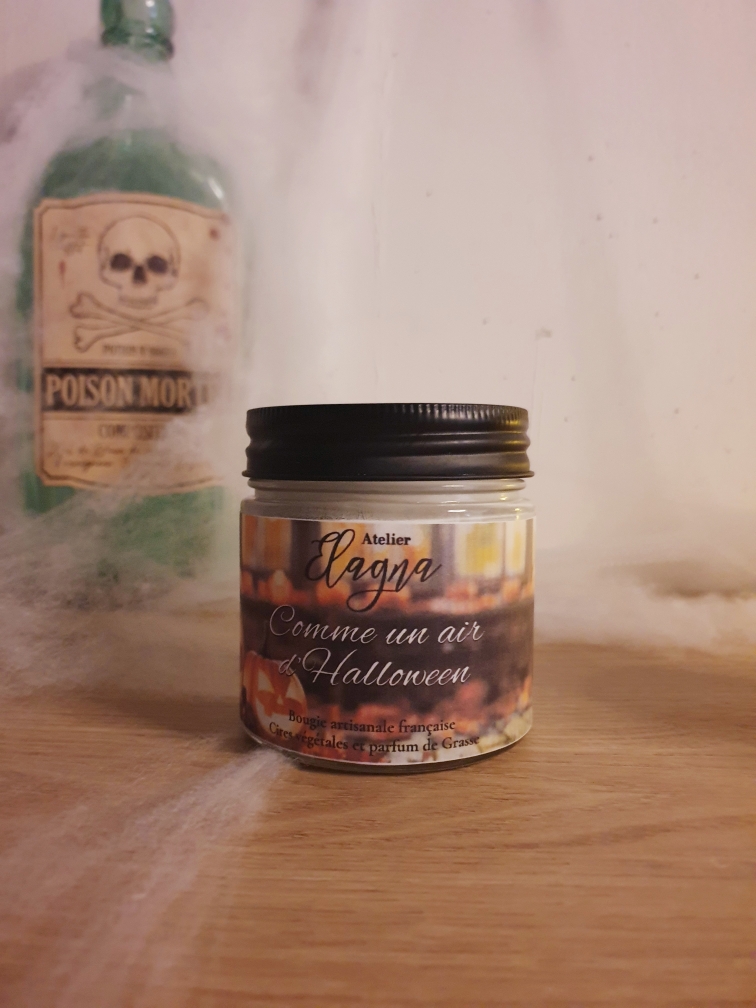 POISON MORT
Atelier
Elagna
Comme un air
d'Halloween
Bougie artisanale française
Cires végétales et parfum de Grasse